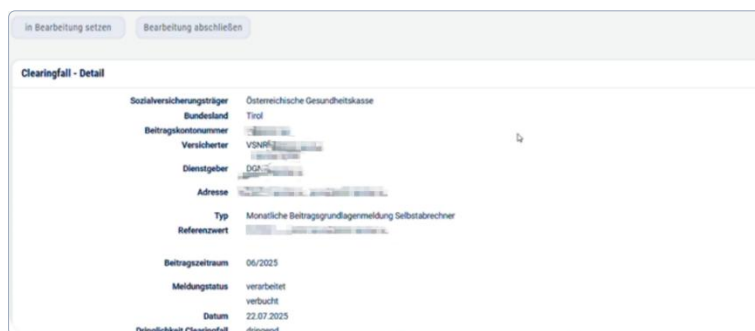 in Bearbeitung setzen Bearbeitung abschließen
Clearingfall - Detail
Sozialversicherungsträger Österreichische Gesundheitskasse
Bundesland Tirol
Beitragskontonummer
Versicherter VSNR
Dienstgeber DGN
Adresse
Typ Monatliche Beitragsgrundlagenmeldung Selbstabrechner
Referenzwert
Beitragszeitraum 06/2025
Meldungsstatus verarbeitet
verbucht
Datum 22.07.2025
Dringlichkeit Clearingfall dringend